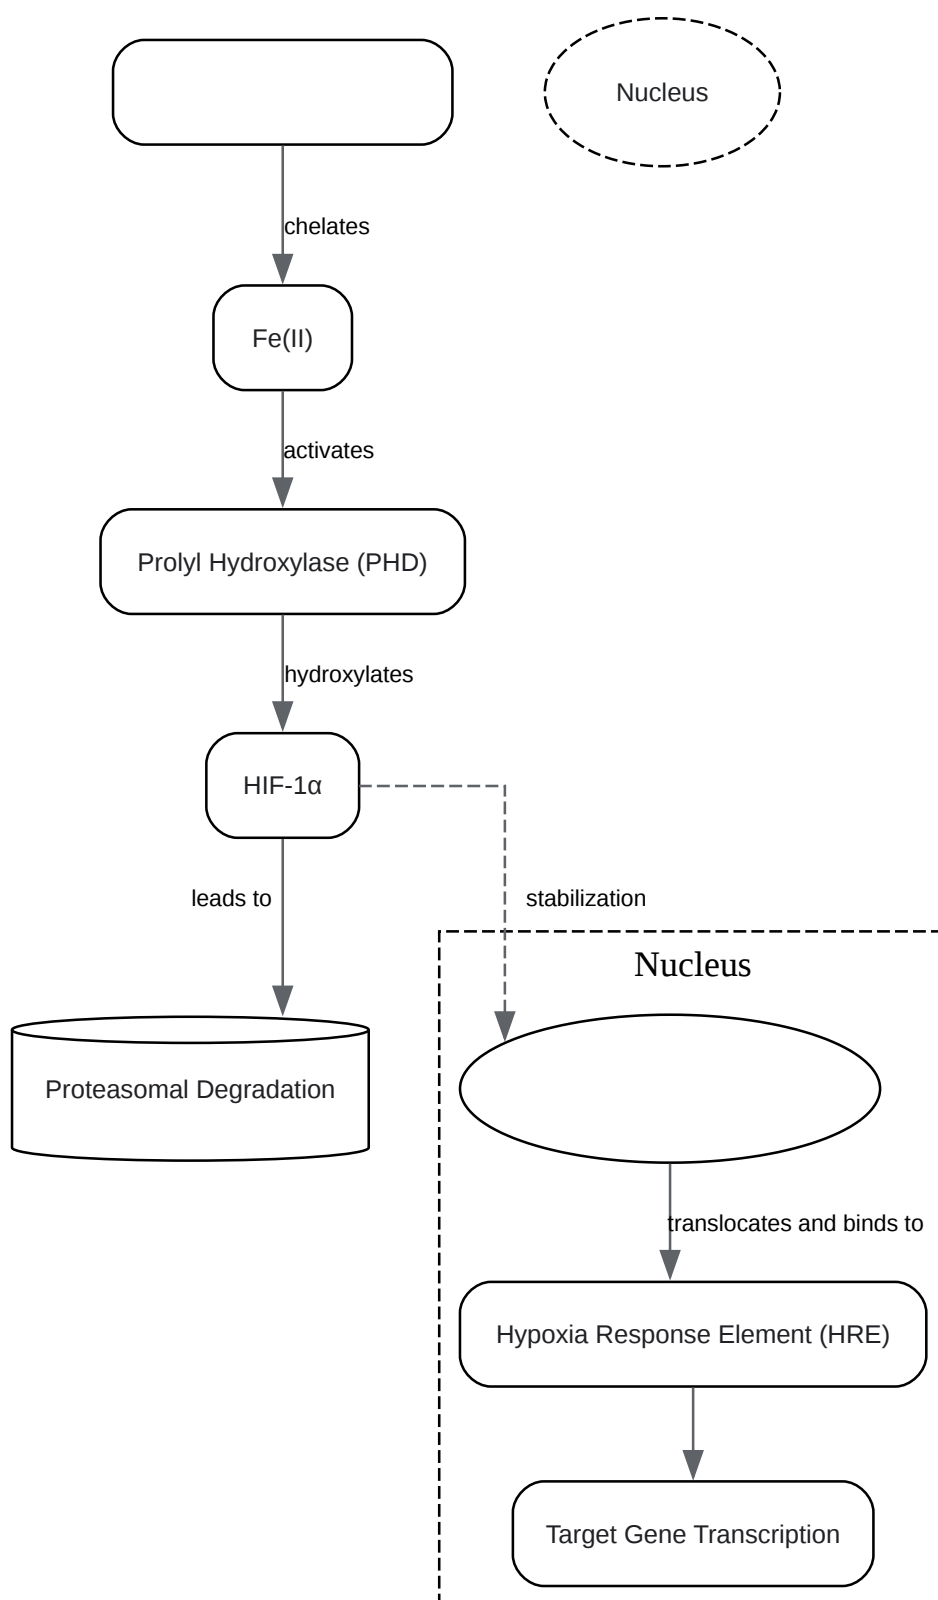 Nucleus
chelates
Fe(II)
activates
Prolyl Hydroxylase (PHD)
hydroxylates
HIF-1α
leads to
stabilization
Nucleus
Proteasomal Degradation
translocates and binds to
Hypoxia Response Element (HRE)
Target Gene Transcription